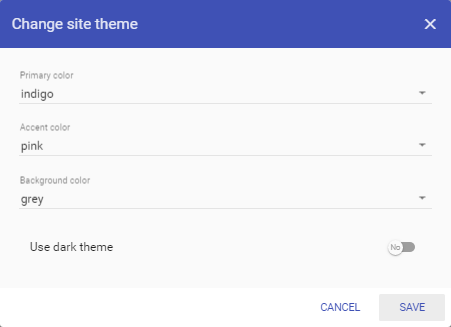 Change site theme
Primary color
indigo
Accent color
pink
Background color
grey
Use dark theme
No
CANCEL
SAVE